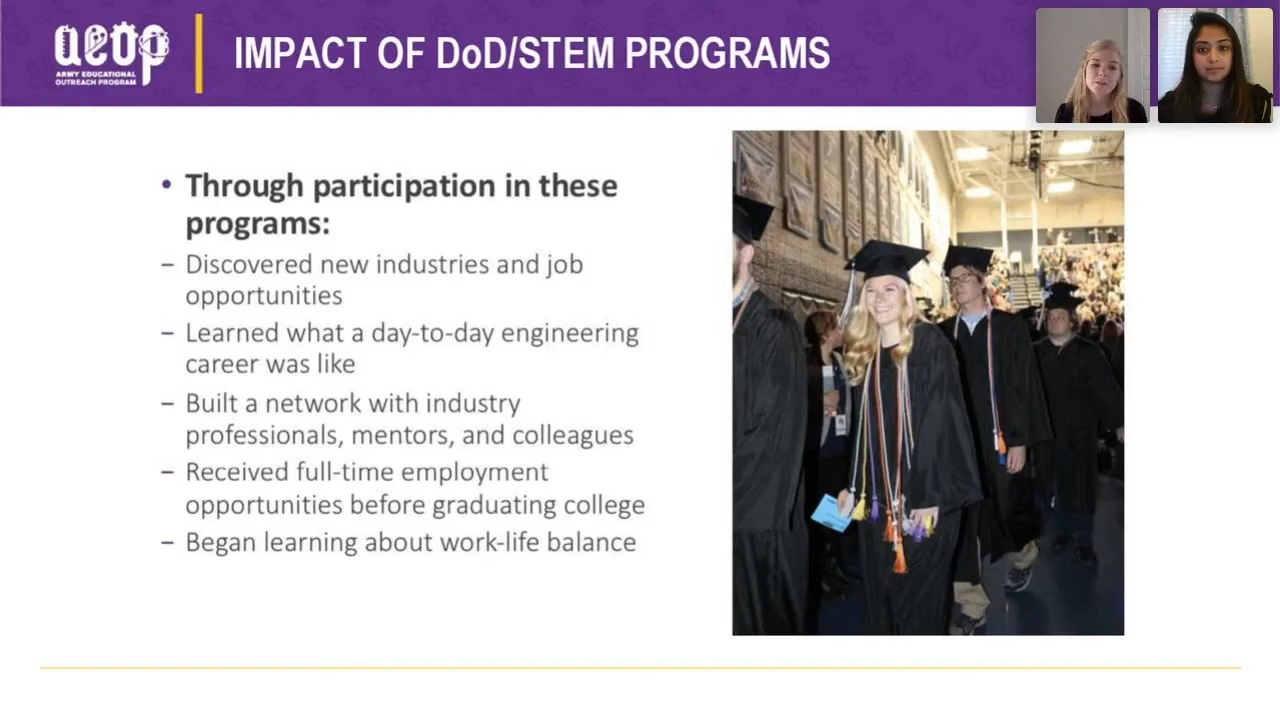 aeop
ARMY EDUCATIONAL
OUTREACH PROGRAM
IMPACT OF DoD/STEM PROGRAMS
• Through participation in these
programs:
– Discovered new industries and job
opportunities
– Learned what a day-to-day engineering
career was like
– Built a network with industry
professionals, mentors, and colleagues
– Received full-time employment
opportunities before graduating college
– Began learning about work-life balance